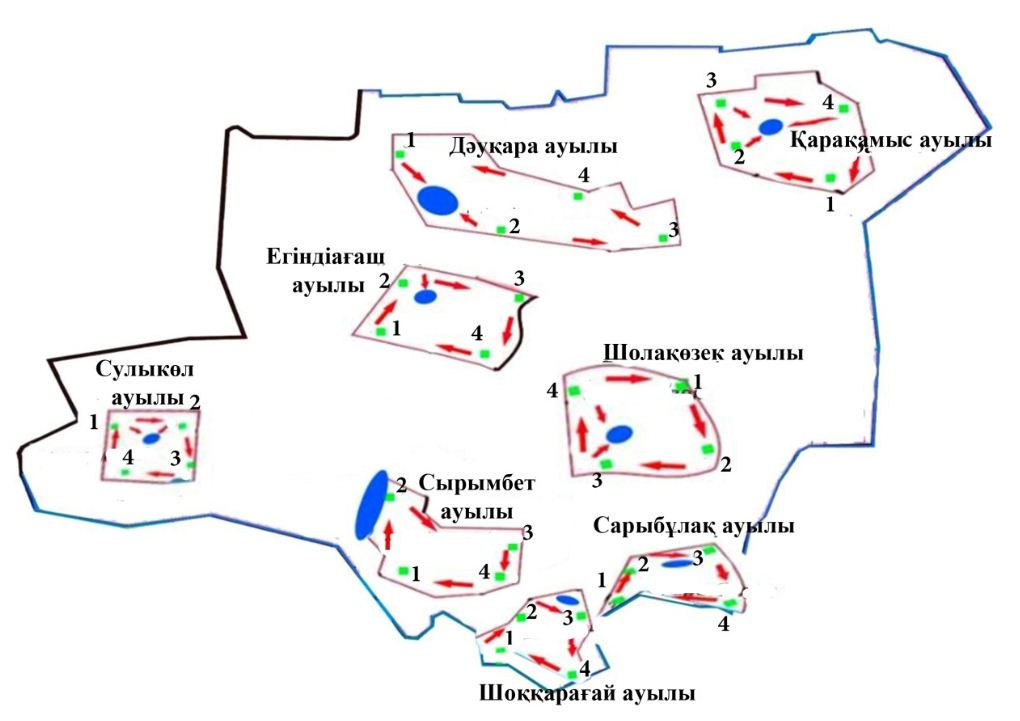 3
4
Қарақамыс ауылы
2
1
1
Дәуқара ауылы
4
2
3
Егіндіағаш
ауылы
2
3
1
4
Сулыкөл
ауылы
1
2
4
3
Шолақөзек ауылы
4
1
2
3
Сырымбет
ауылы
2
3
1
4
Сарыбұлақ ауылы
1
2
3
4
2
3
1
4
Шоққарағай ауылы